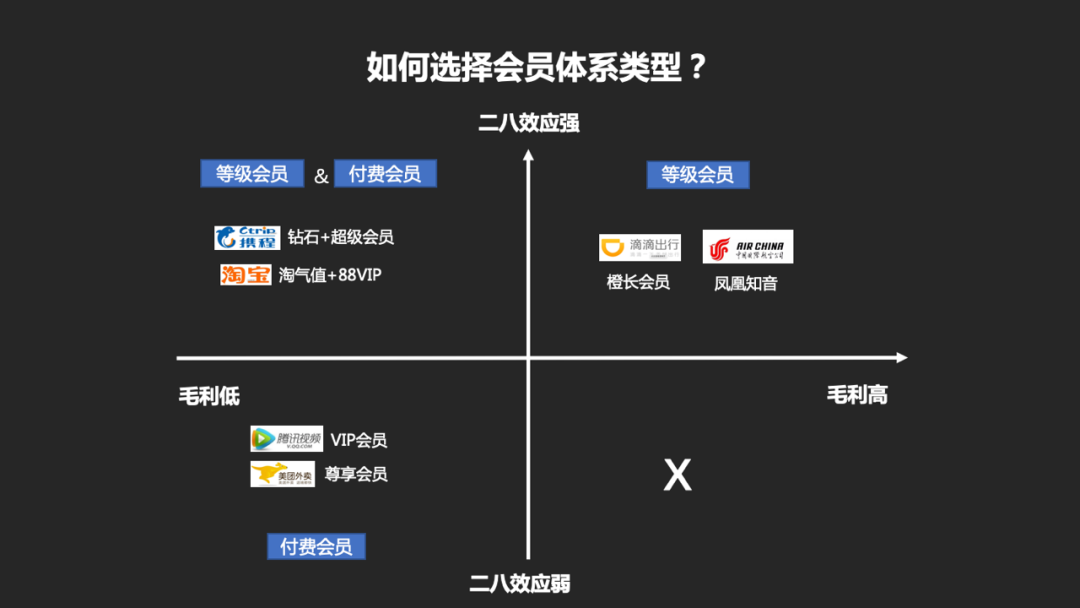 如何选择会员体系类型？
二八效应强
等级会员 & 付费会员
等级会员
Ctrip 携程 钻石+超级会员
淘宝 淘气值+88VIP
滴滴出行
橙长会员
AIR CHINA
中国国际航空公司
凤凰知音
毛利低
毛利高
腾讯视频 V.QQ.COM VIP会员
美团外卖 尊享会员
X
付费会员
二八效应弱